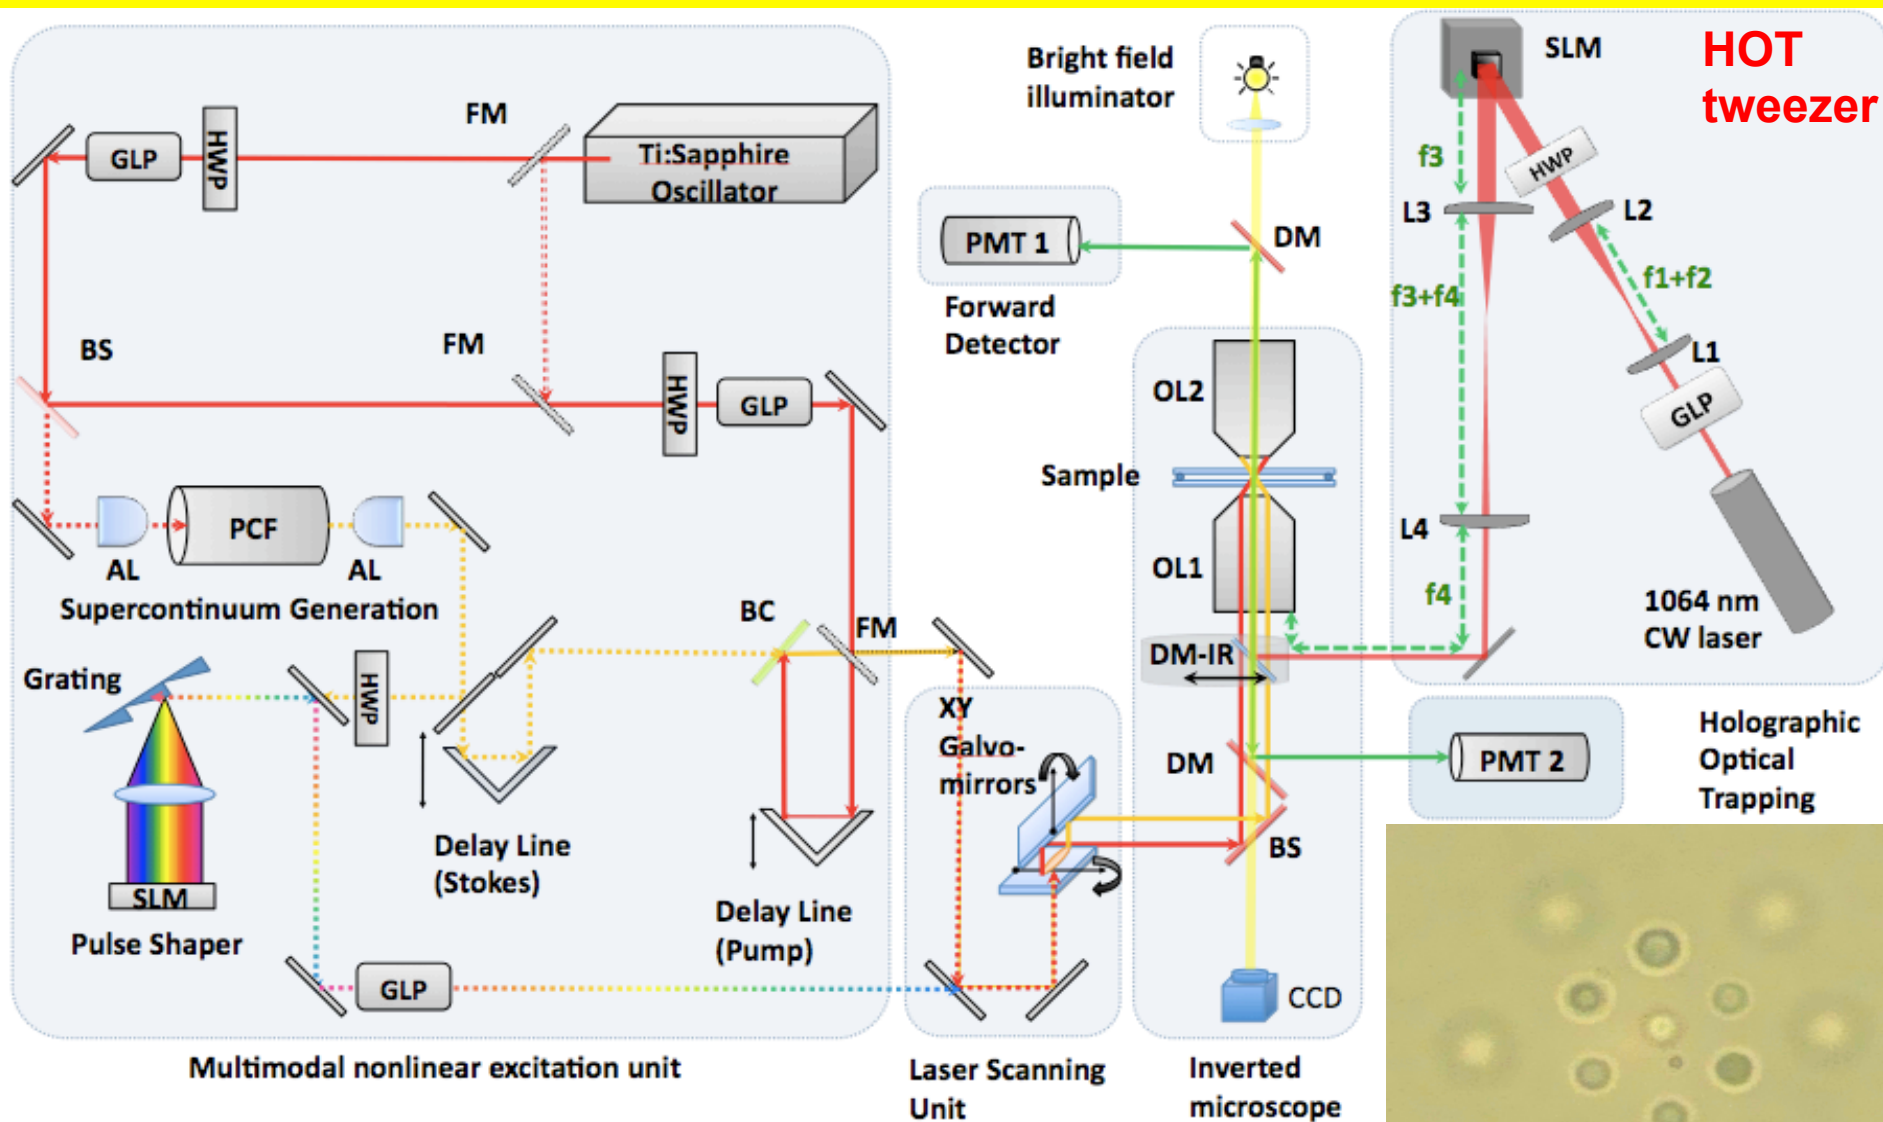 HOT
tweezer
SLM
Bright field
illuminator
FM
Ti:Sapphire
Oscillator
GLP
HWP
f3
HWP
L3
L2
PMT 1
DM
f3+f4
f1+f2
Forward
Detector
L1
BS
FM
HWP
GLP
OL2
GLP
Sample
PCF
AL
AL
Supercontinuum Generation
OL1
L4
f4
1064 nm
CW laser
BC
FM
DM-IR
Grating
HWP
XY
Galvo-
mirrors
DM
PMT 2
Holographic
Optical
Trapping
Delay Line
(Stokes)
BS
SLM
Pulse Shaper
Delay Line
(Pump)
GLP
CCD
Multimodal nonlinear excitation unit
Laser Scanning
Unit
Inverted
microscope